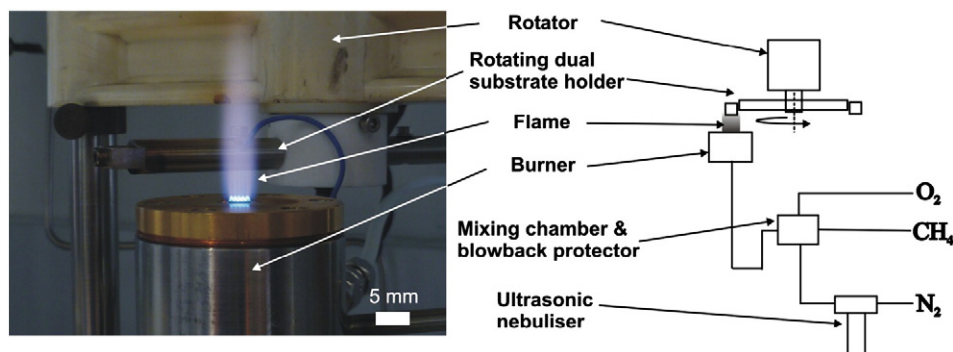 Rotator
Rotating dual
substrate holder
Flame
Burner
O₂
CH₄
Mixing chamber &
blowback protector
5 mm
Ultrasonic
nebuliser
N₂